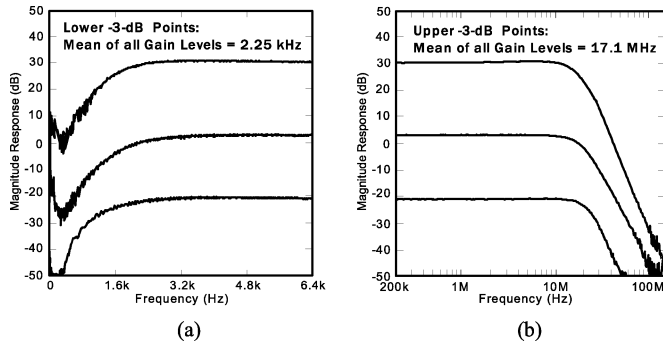 Lower -3-dB Points:
Mean of all Gain Levels = 2.25 kHz
Magnitude Response (dB)
50
40
30
20
10
0
-10
-20
-30
-40
-50
0 1.6k 3.2k 4.8k 6.4k
Frequency (Hz)
(a)
Upper -3-dB Points:
Mean of all Gain Levels = 17.1 MHz
Magnitude Response (dB)
50
40
30
20
10
0
-10
-20
-30
-40
-50
200k 1M 10M 100M
Frequency (Hz)
(b)